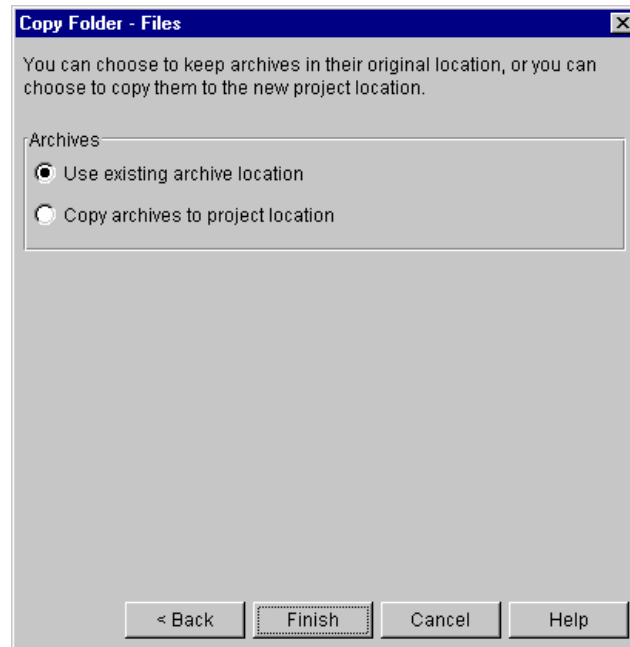 Copy Folder - Files
You can choose to keep archives in their original location, or you can
choose to copy them to the new project location.
Archives
Use existing archive location
Copy archives to project location
< Back Finish Cancel Help